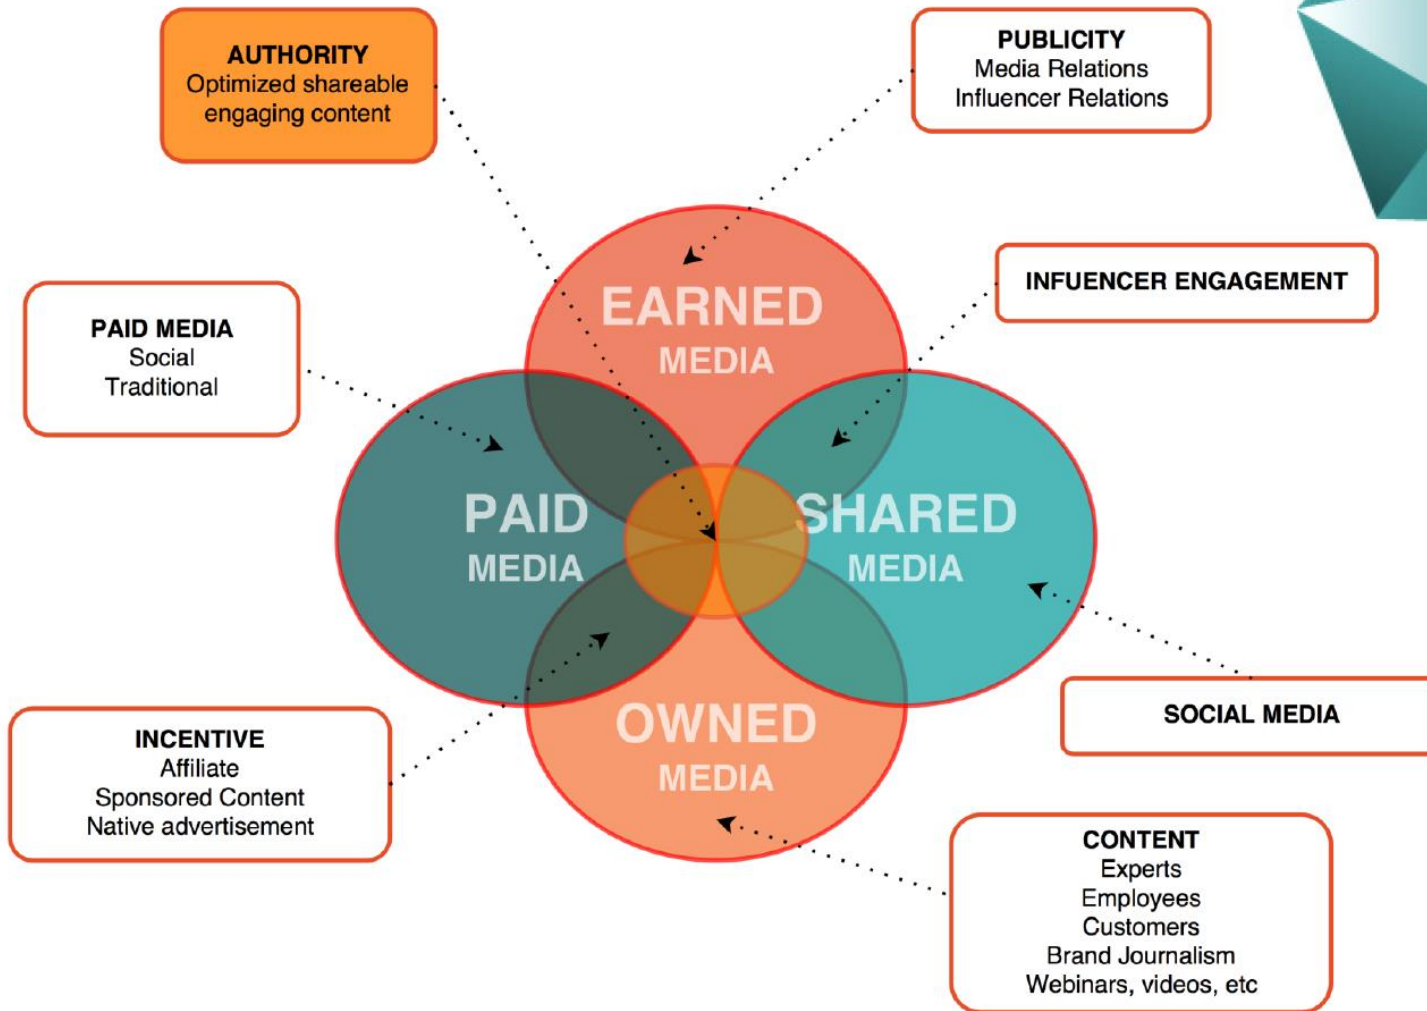 AUTHORITY
Optimized shareable
engaging content
PUBLICITY
Media Relations
Influencer Relations
INFUENCER ENGAGEMENT
PAID MEDIA
Social
Traditional
EARNED
MEDIA
PAID
MEDIA
SHARED
MEDIA
OWNED
MEDIA
SOCIAL MEDIA
INCENTIVE
Affiliate
Sponsored Content
Native advertisement
CONTENT
Experts
Employees
Customers
Brand Journalism
Webinars, videos, etc